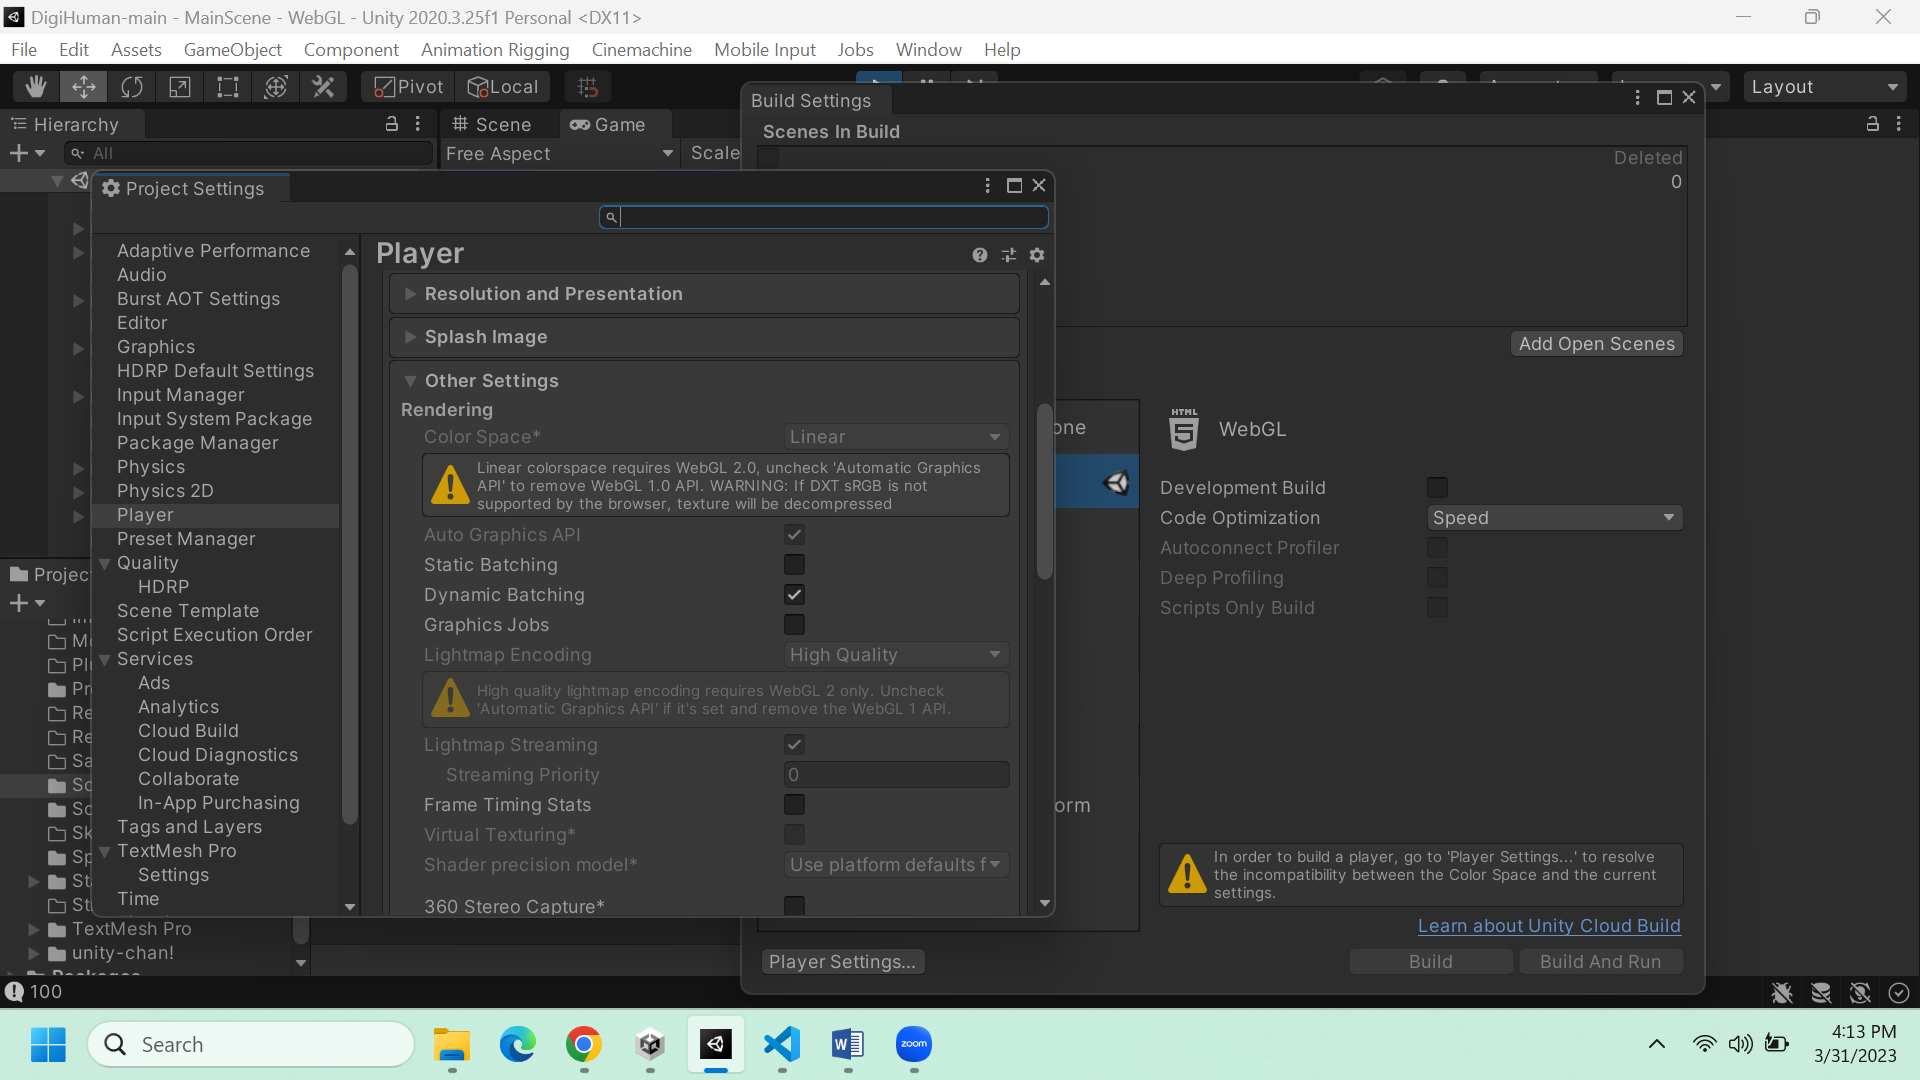 DigiHuman-main - MainScene - WebGL - Unity 2020.3.25f1 Personal <DX11>
File Edit Assets GameObject Component Animation Rigging Cinemachine Mobile Input Jobs Window Help
Pivot Local Layout
Build Settings
Hierarchy Scene Game
Scenes In Build
All Free Aspect Scale
Deleted
0
Project Settings
Player
Adaptive Performance
Audio
Burst AOT Settings
Editor
Graphics
HDRP Default Settings
Input Manager
Input System Package
Package Manager
Physics
Physics 2D
Player
Preset Manager
Quality
HDRP
Scene Template
Script Execution Order
Services
Ads
Analytics
Cloud Build
Cloud Diagnostics
Collaborate
In-App Purchasing
Tags and Layers
TextMesh Pro
Settings
Time
Resolution and Presentation
Splash Image
Other Settings
Rendering
Color Space* Linear
Linear colorspace requires WebGL 2.0, uncheck 'Automatic Graphics
API' to remove WebGL 1.0 API. WARNING: If DXT sRGB is not
supported by the browser, texture will be decompressed
Auto Graphics API
Static Batching
Dynamic Batching
Graphics Jobs
Lightmap Encoding High Quality
High quality lightmap encoding requires WebGL 2 only. Uncheck
'Automatic Graphics API' if it's set and remove the WebGL 1 API.
Lightmap Streaming
Streaming Priority 0
Frame Timing Stats
Virtual Texturing*
Shader precision model* Use platform defaults f
360 Stereo Capture*
Add Open Scenes
HTML
5
WebGL
Development Build
Code Optimization Speed
Autoconnect Profiler
Deep Profiling
Scripts Only Build
In order to build a player, go to 'Player Settings...' to resolve
the incompatibility between the Color Space and the current
settings.
Learn about Unity Cloud Build
Player Settings... Build Build And Run
TextMesh Pro
unity-chan!
100
Search
zoom
4:13 PM
3/31/2023